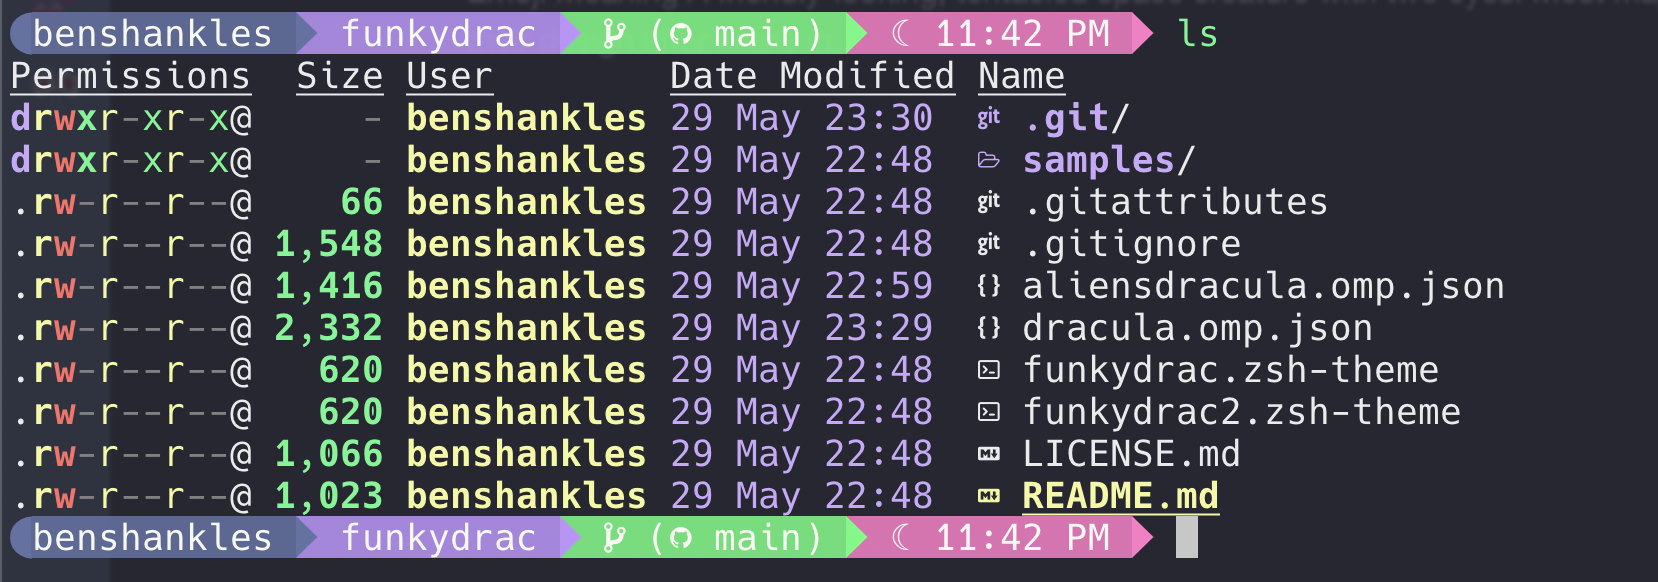 benshankles funkydrac ( main) 11:42 PM ls
Permissions Size User Date Modified Name
drwxr-xr-x@ - benshankles 29 May 23:30 git .git/
drwxr-xr-x@ - benshankles 29 May 22:48 samples/
.rw-r--r--@ 66 benshankles 29 May 22:48 git .gitattributes
.rw-r--r--@ 1,548 benshankles 29 May 22:48 git .gitignore
.rw-r--r--@ 1,416 benshankles 29 May 22:59 {} aliensdracula.omp.json
.rw-r--r--@ 2,332 benshankles 29 May 23:29 {} dracula.omp.json
.rw-r--r--@ 620 benshankles 29 May 22:48 funkydrac.zsh-theme
.rw-r--r--@ 620 benshankles 29 May 22:48 funkydrac2.zsh-theme
.rw-r--r--@ 1,066 benshankles 29 May 22:48 LICENSE.md
.rw-r--r--@ 1,023 benshankles 29 May 22:48 README.md
benshankles funkydrac ( main) 11:42 PM